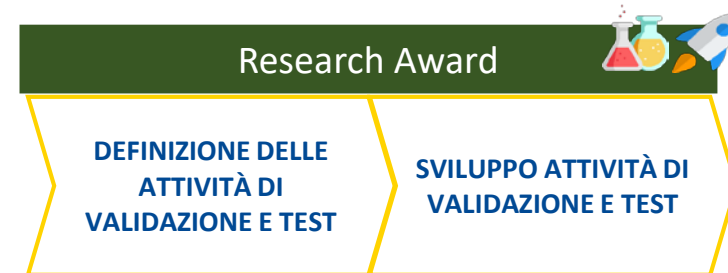 Research Award
DEFINIZIONE DELLE
ATTIVITÀ DI
VALIDAZIONE E TEST
SVILUPPO ATTIVITÀ DI
VALIDAZIONE E TEST